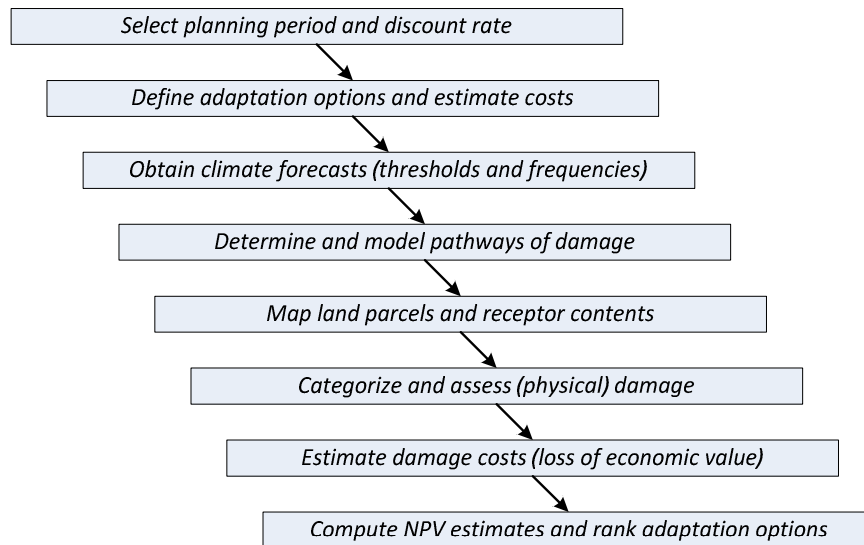 Select planning period and discount rate
Define adaptation options and estimate costs
Obtain climate forecasts (thresholds and frequencies)
Determine and model pathways of damage
Map land parcels and receptor contents
Categorize and assess (physical) damage
Estimate damage costs (loss of economic value)
Compute NPV estimates and rank adaptation options